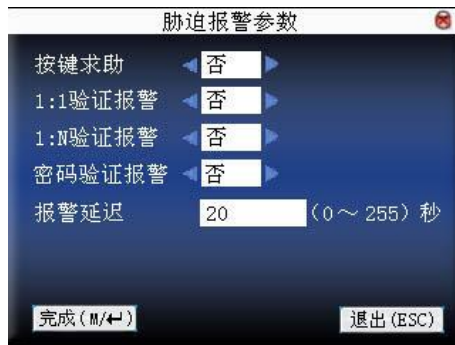 胁迫报警参数
按键求助 否
1:1验证报警 否
1:N验证报警 否
密码验证报警 否
报警延迟 20 (0~255)秒
完成(M/↵) 退出(ESC)